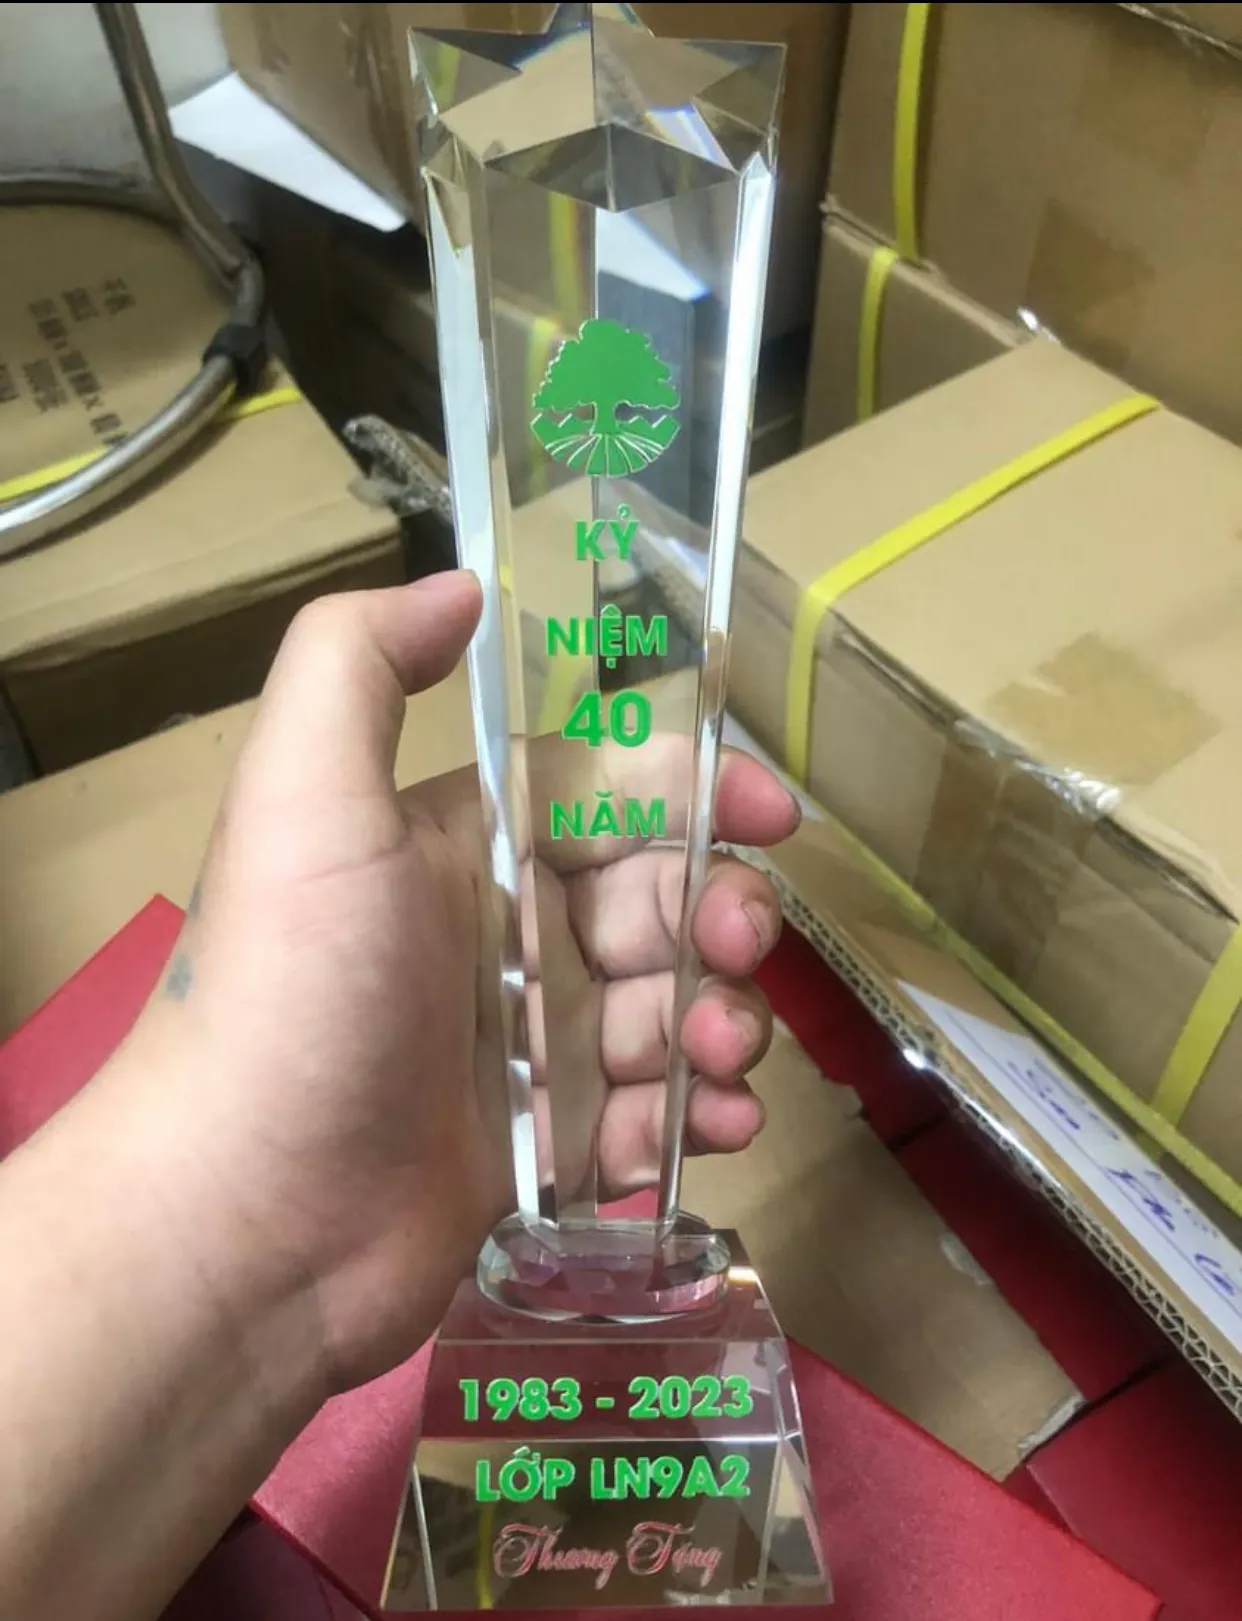 KỶ
NIỆM
40
NĂM
1983 - 2023
LỚP LN9A2
Thương Tặng